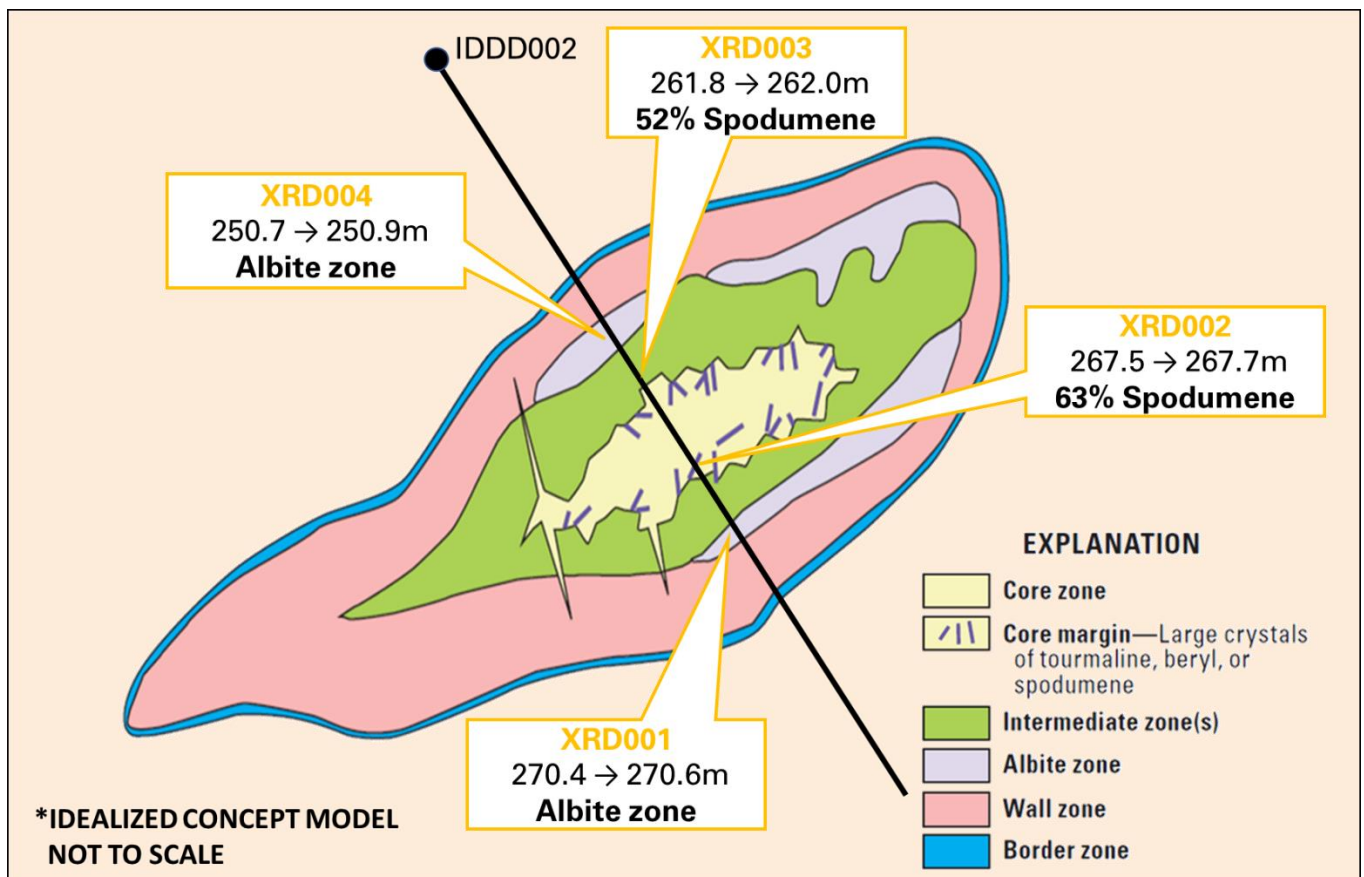 IDDD002
XRD003
261.8 → 262.0m
52% Spodumene
XRD004
250.7 → 250.9m
Albite zone
XRD002
267.5 → 267.7m
63% Spodumene
XRD001
270.4 → 270.6m
Albite zone
EXPLANATION
Core zone
Core margin—Large crystals
of tourmaline, beryl, or
spodumene
Intermediate zone(s)
Albite zone
Wall zone
Border zone
*IDEALIZED CONCEPT MODEL
NOT TO SCALE